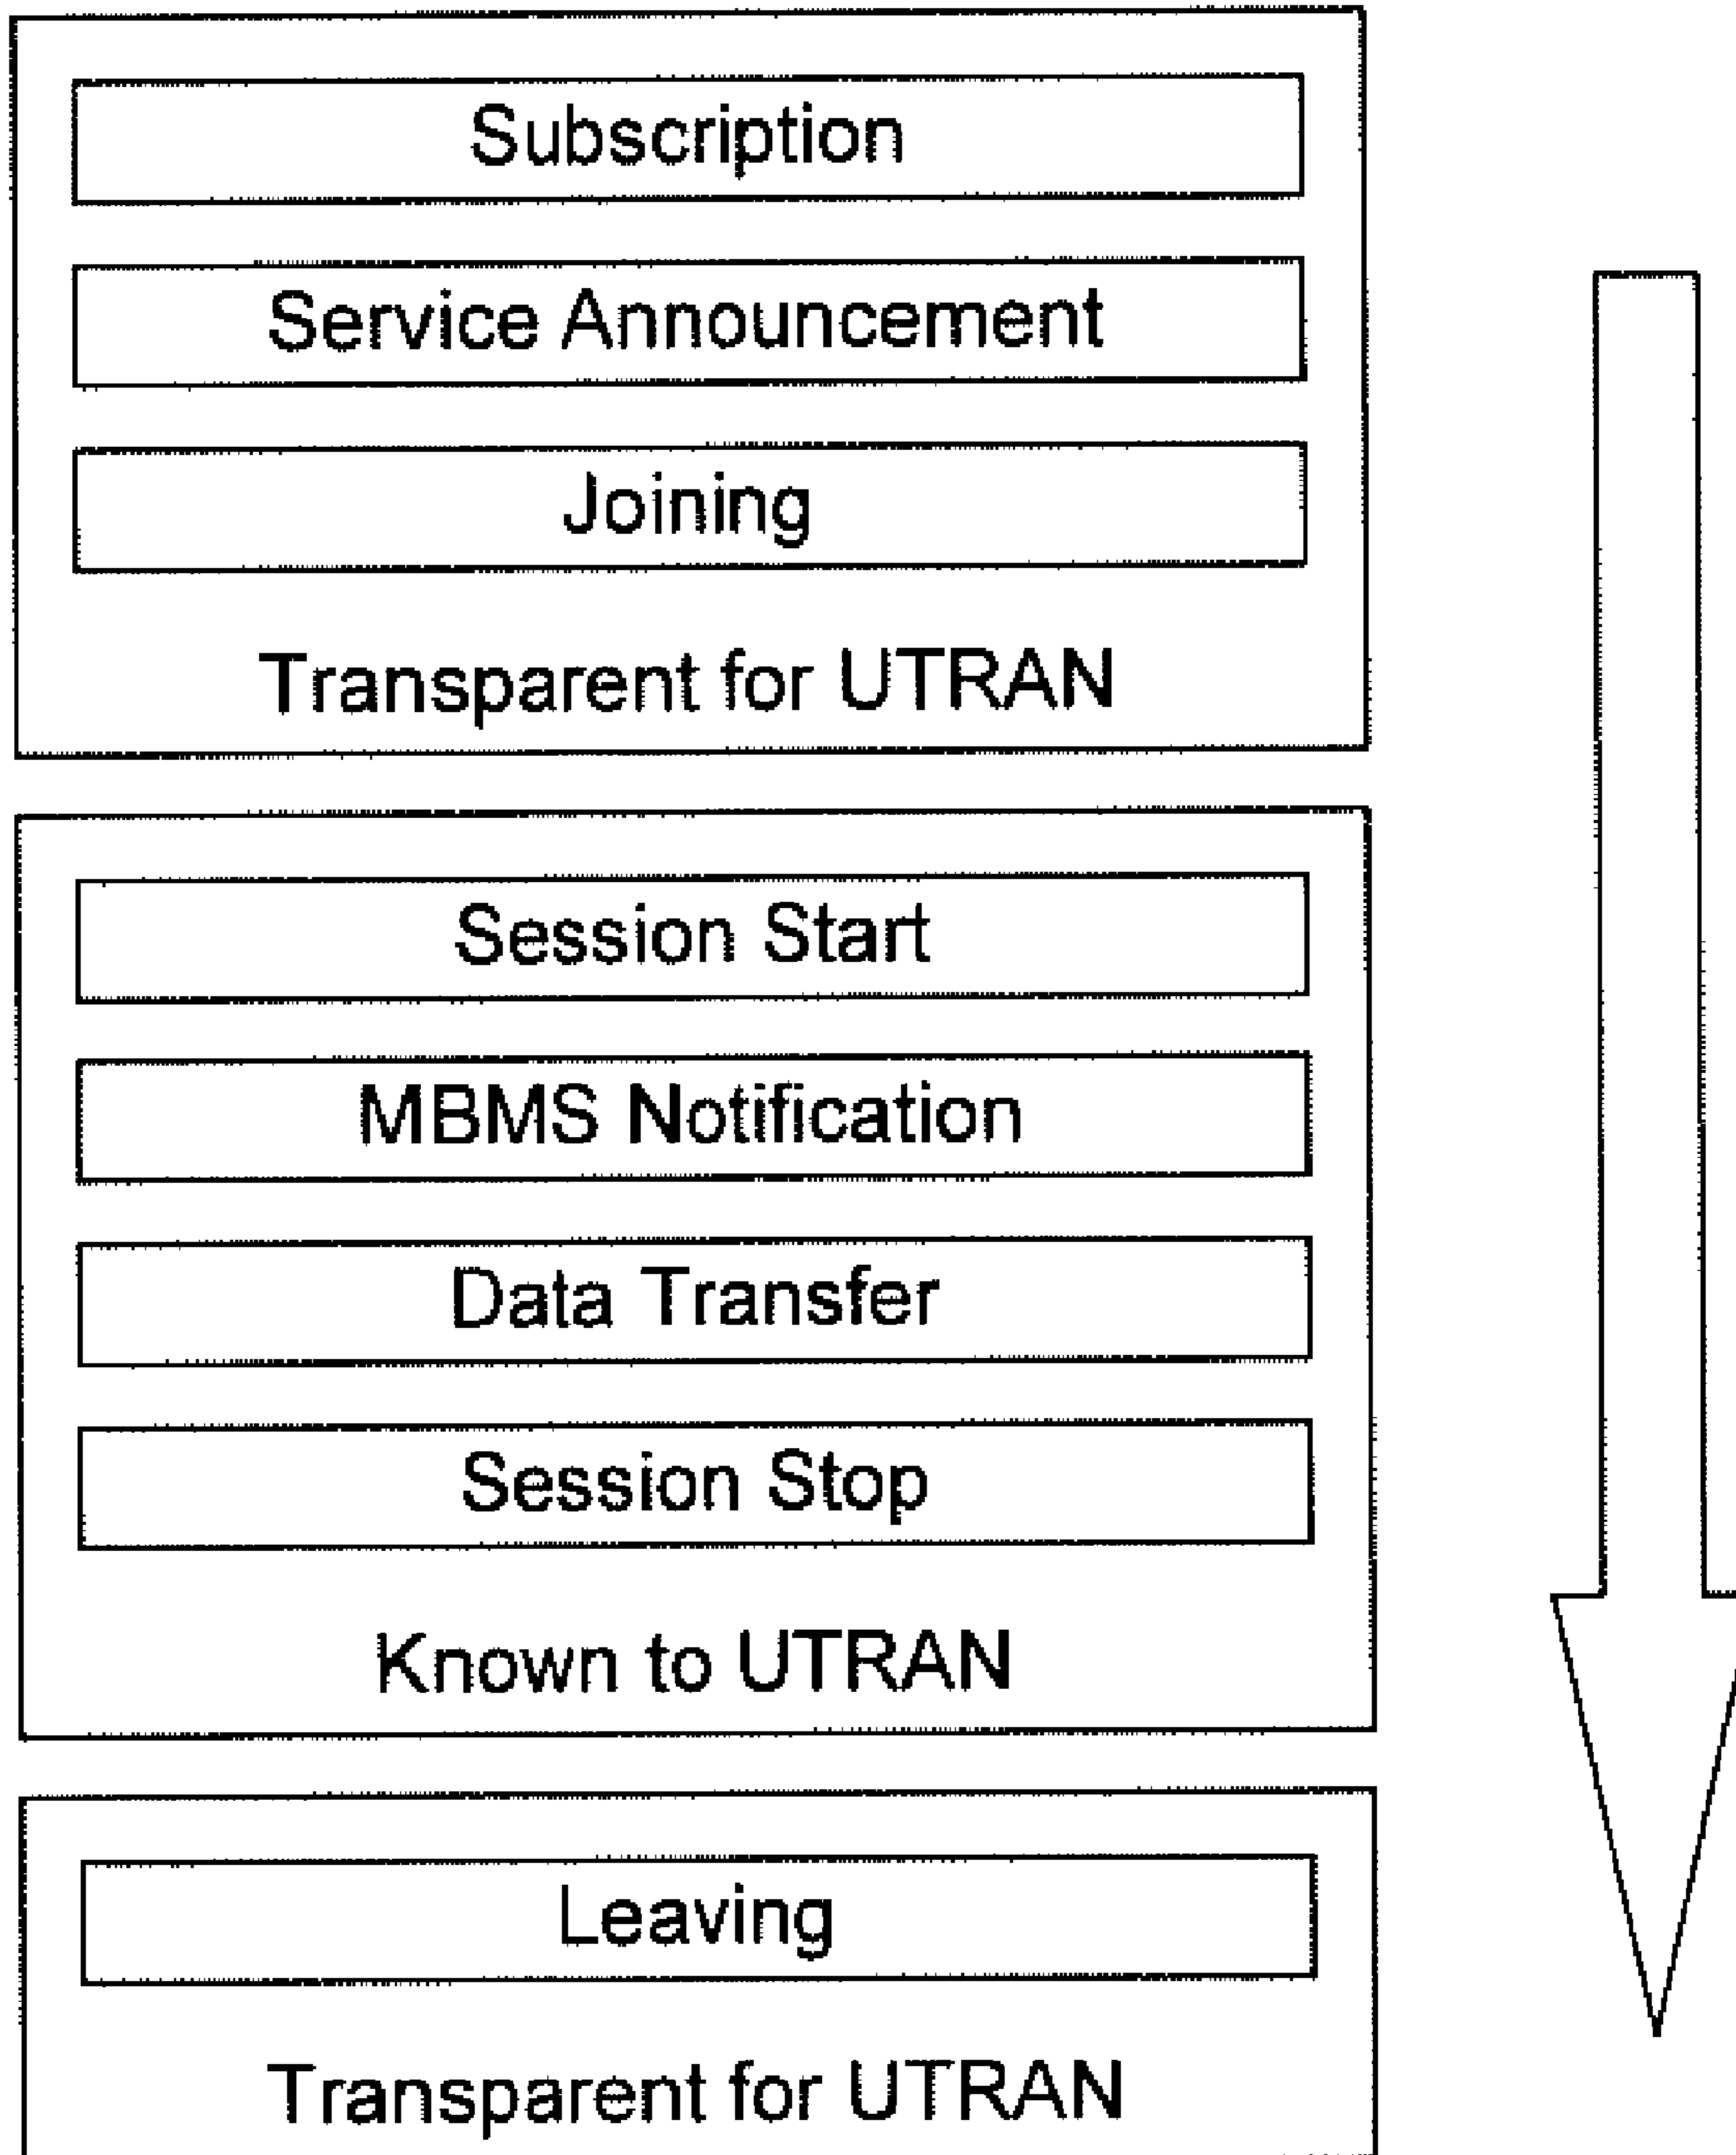 Subscription
Service Announcement
Joining
Transparent for UTRAN
Session Start
MBMS Notification
Data Transfer
Session Stop
Known to UTRAN
Leaving
Transparent for UTRAN